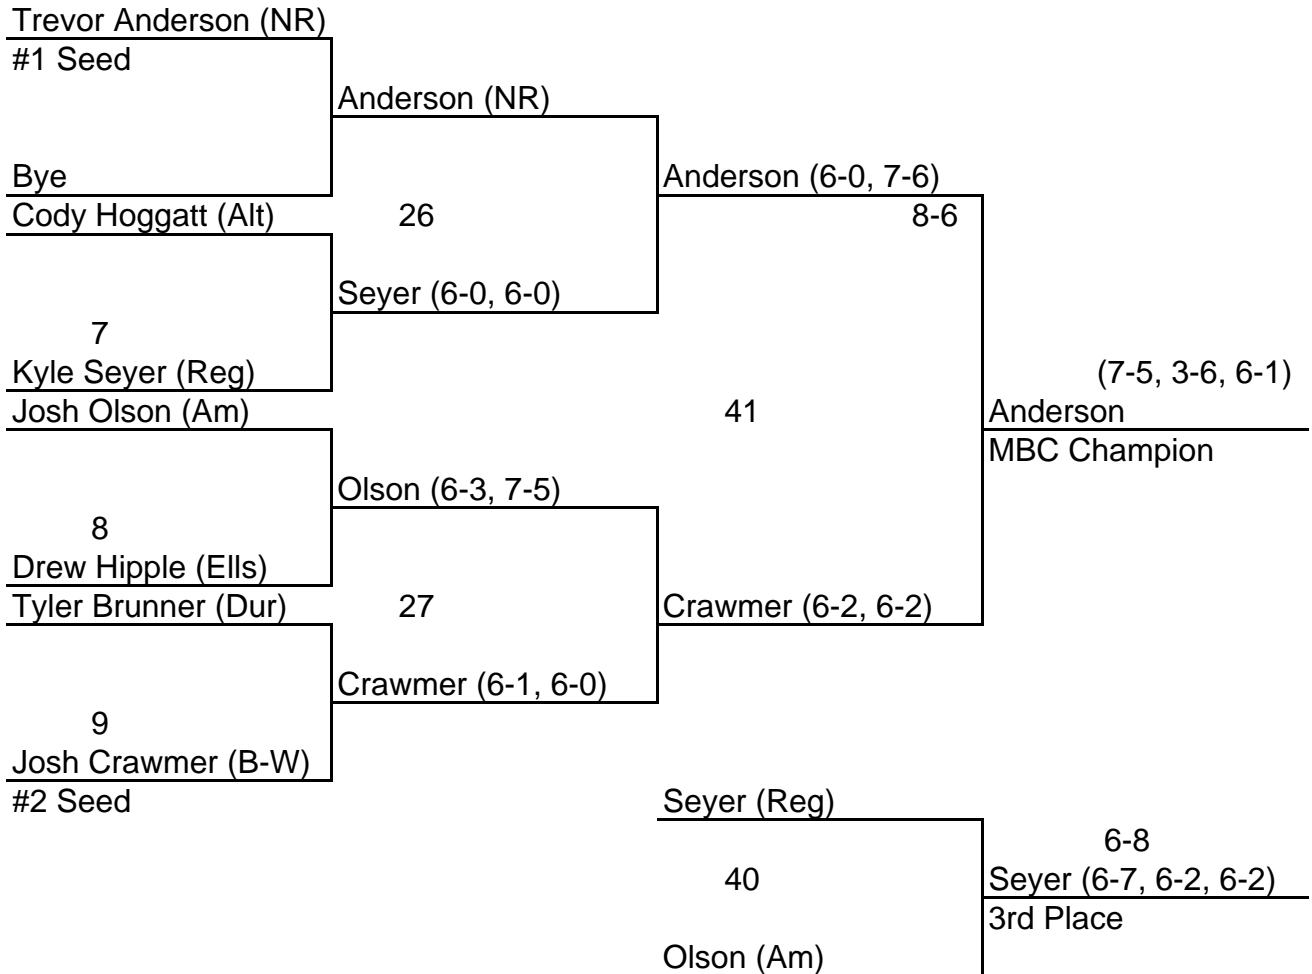 Trevor Anderson (NR)
#1 Seed
Anderson (NR)
Bye
Anderson (6-0, 7-6)
Cody Hoggatt (Alt)
26
8-6
Seyer (6-0, 6-0)
7
Kyle Seyer (Reg)
(7-5, 3-6, 6-1)
Josh Olson (Am)
41
Anderson
MBC Champion
Olson (6-3, 7-5)
8
Drew Hipple (Ells)
Tyler Brunner (Dur)
27
Crawmer (6-2, 6-2)
Crawmer (6-1, 6-0)
9
Josh Crawmer (B-W)
#2 Seed
Seyer (Reg)
6-8
40
Seyer (6-7, 6-2, 6-2)
3rd Place
Olson (Am)